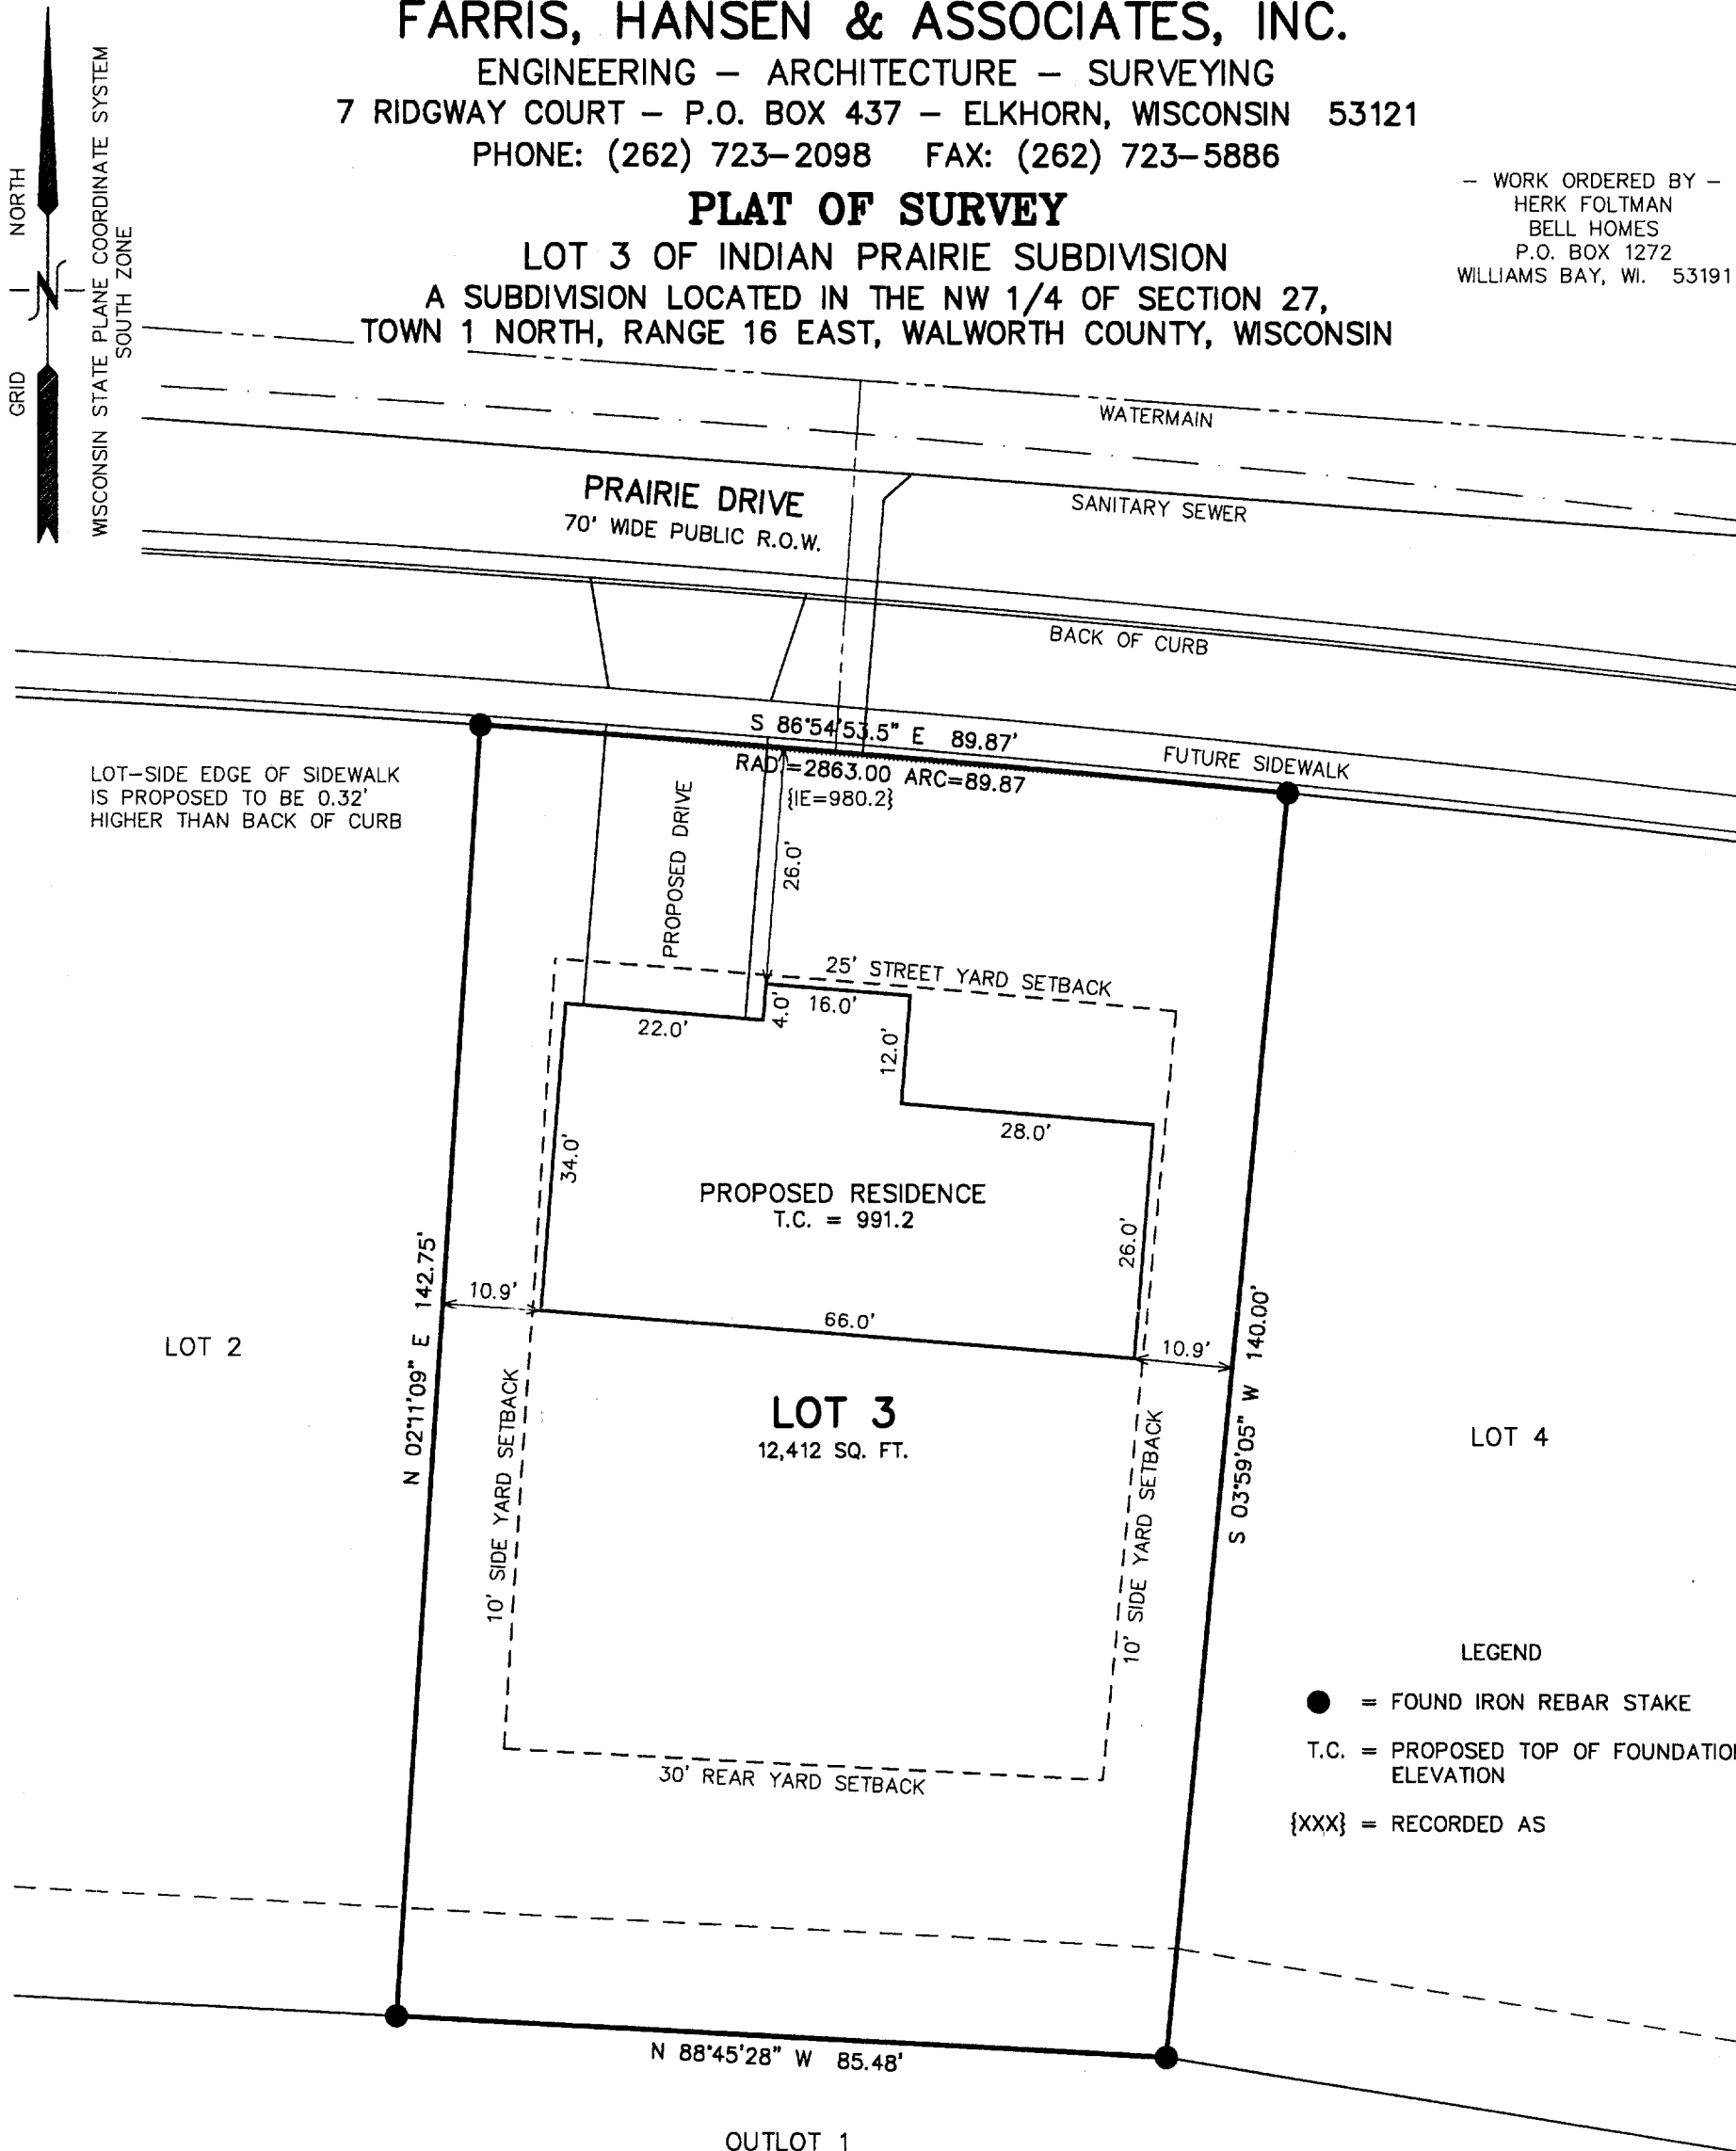 FARRIS, HANSEN & ASSOCIATES, INC.
ENGINEERING – ARCHITECTURE – SURVEYING
7 RIDGWAY COURT – P.O. BOX 437 – ELKHORN, WISCONSIN 53121
PHONE: (262) 723–2098 FAX: (262) 723–5886
PLAT OF SURVEY
LOT 3 OF INDIAN PRAIRIE SUBDIVISION
A SUBDIVISION LOCATED IN THE NW 1/4 OF SECTION 27,
TOWN 1 NORTH, RANGE 16 EAST, WALWORTH COUNTY, WISCONSIN
– WORK ORDERED BY –
HERK FOLTMAN
BELL HOMES
P.O. BOX 1272
WILLIAMS BAY, WI. 53191
GRID N NORTH
WISCONSIN STATE PLANE COORDINATE SYSTEM
SOUTH ZONE
WATERMAIN
PRAIRIE DRIVE
70' WIDE PUBLIC R.O.W.
SANITARY SEWER
BACK OF CURB
S 86°54'53.5" E 89.87'
RAD=2863.00 ARC=89.87
{IE=980.2}
FUTURE SIDEWALK
LOT–SIDE EDGE OF SIDEWALK
IS PROPOSED TO BE 0.32'
HIGHER THAN BACK OF CURB
PROPOSED DRIVE
26.0'
25' STREET YARD SETBACK
22.0'
4.0'
16.0'
12.0'
28.0'
34.0'
PROPOSED RESIDENCE
T.C. = 991.2
26.0'
N 02°11'09" E 142.75'
10.9'
66.0'
10.9'
S 03°59'05" W 140.00'
LOT 2
LOT 3
12,412 SQ. FT.
LOT 4
10' SIDE YARD SETBACK
10' SIDE YARD SETBACK
30' REAR YARD SETBACK
LEGEND
= FOUND IRON REBAR STAKE
T.C. = PROPOSED TOP OF FOUNDATION
ELEVATION
{XXX} = RECORDED AS
N 88°45'28" W 85.48'
OUTLOT 1